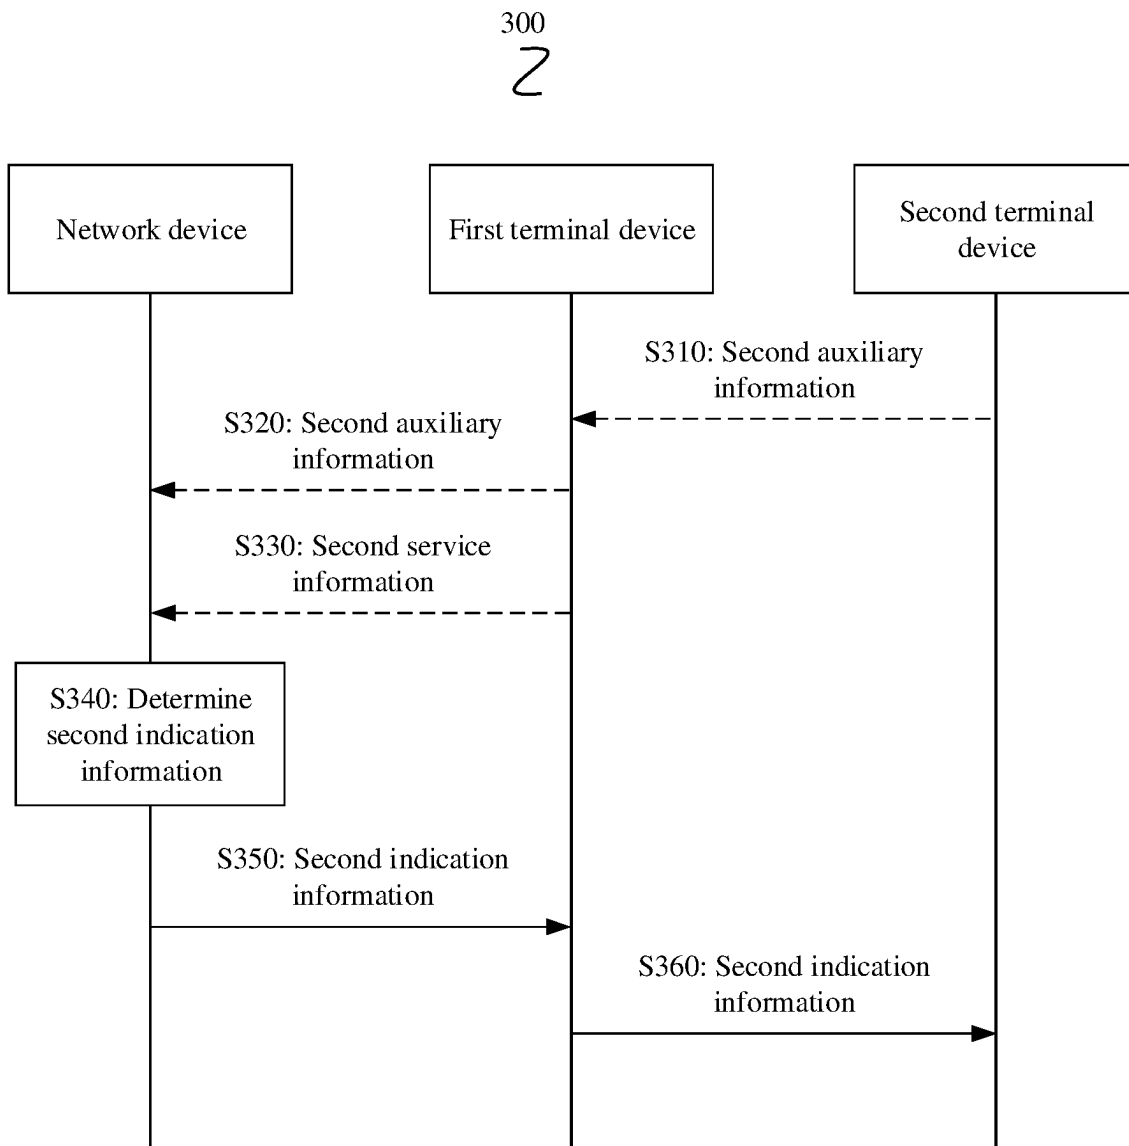 300
Network device
First terminal device
Second terminal
device
S310: Second auxiliary
information
S320: Second auxiliary
information
S330: Second service
information
S340: Determine
second indication
information
S350: Second indication
information
S360: Second indication
information